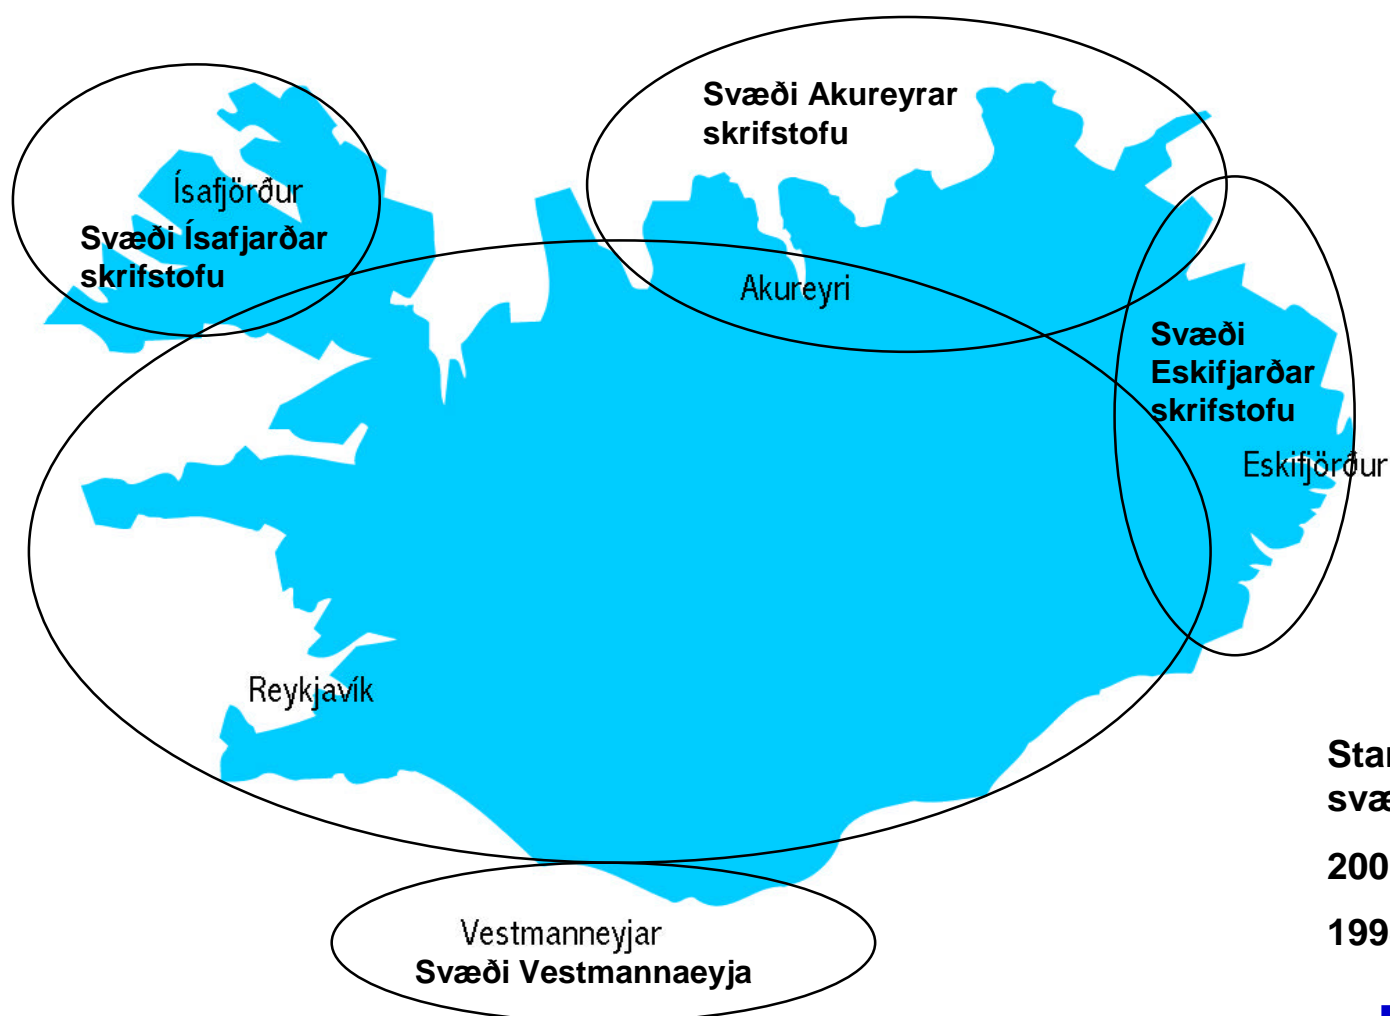 Svæði Akureyrar
skrifstofu
Ísafjörður
Svæði Ísafjarðar
skrifstofu
Akureyri
Svæði
Eskifjarðar
skrifstofu
Eskifjörður
Reykjavík
Vestmanneyjar
Svæði Vestmannaeyja